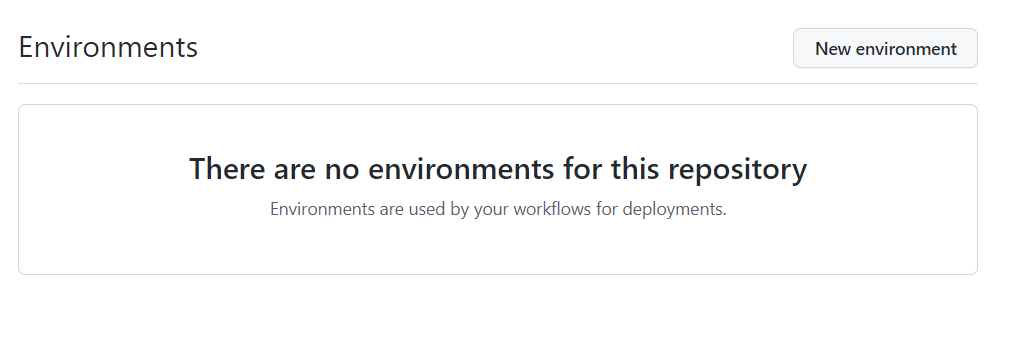 Environments
New environment
There are no environments for this repository
Environments are used by your workflows for deployments.